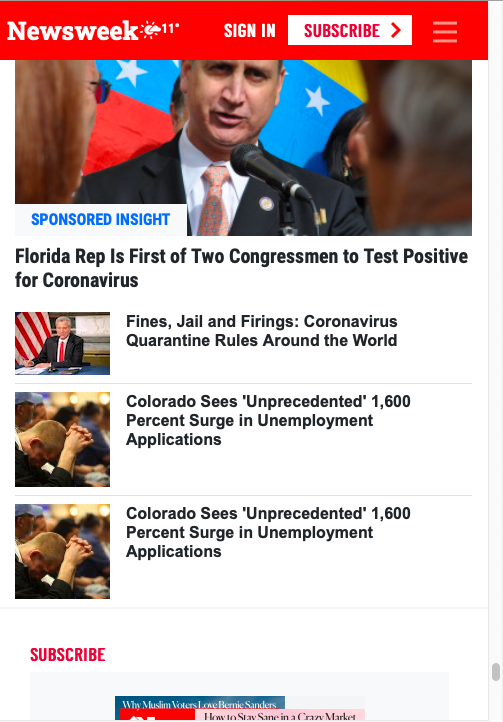 Newsweek 11°
SIGN IN
SUBSCRIBE
SPONSORED INSIGHT
Florida Rep Is First of Two Congressmen to Test Positive
for Coronavirus
Fines, Jail and Firings: Coronavirus
Quarantine Rules Around the World
Colorado Sees 'Unprecedented' 1,600
Percent Surge in Unemployment
Applications
Colorado Sees 'Unprecedented' 1,600
Percent Surge in Unemployment
Applications
SUBSCRIBE
Why Muslim Voters Love Bernie Sanders
How to Stay Sane in a Crazy Market